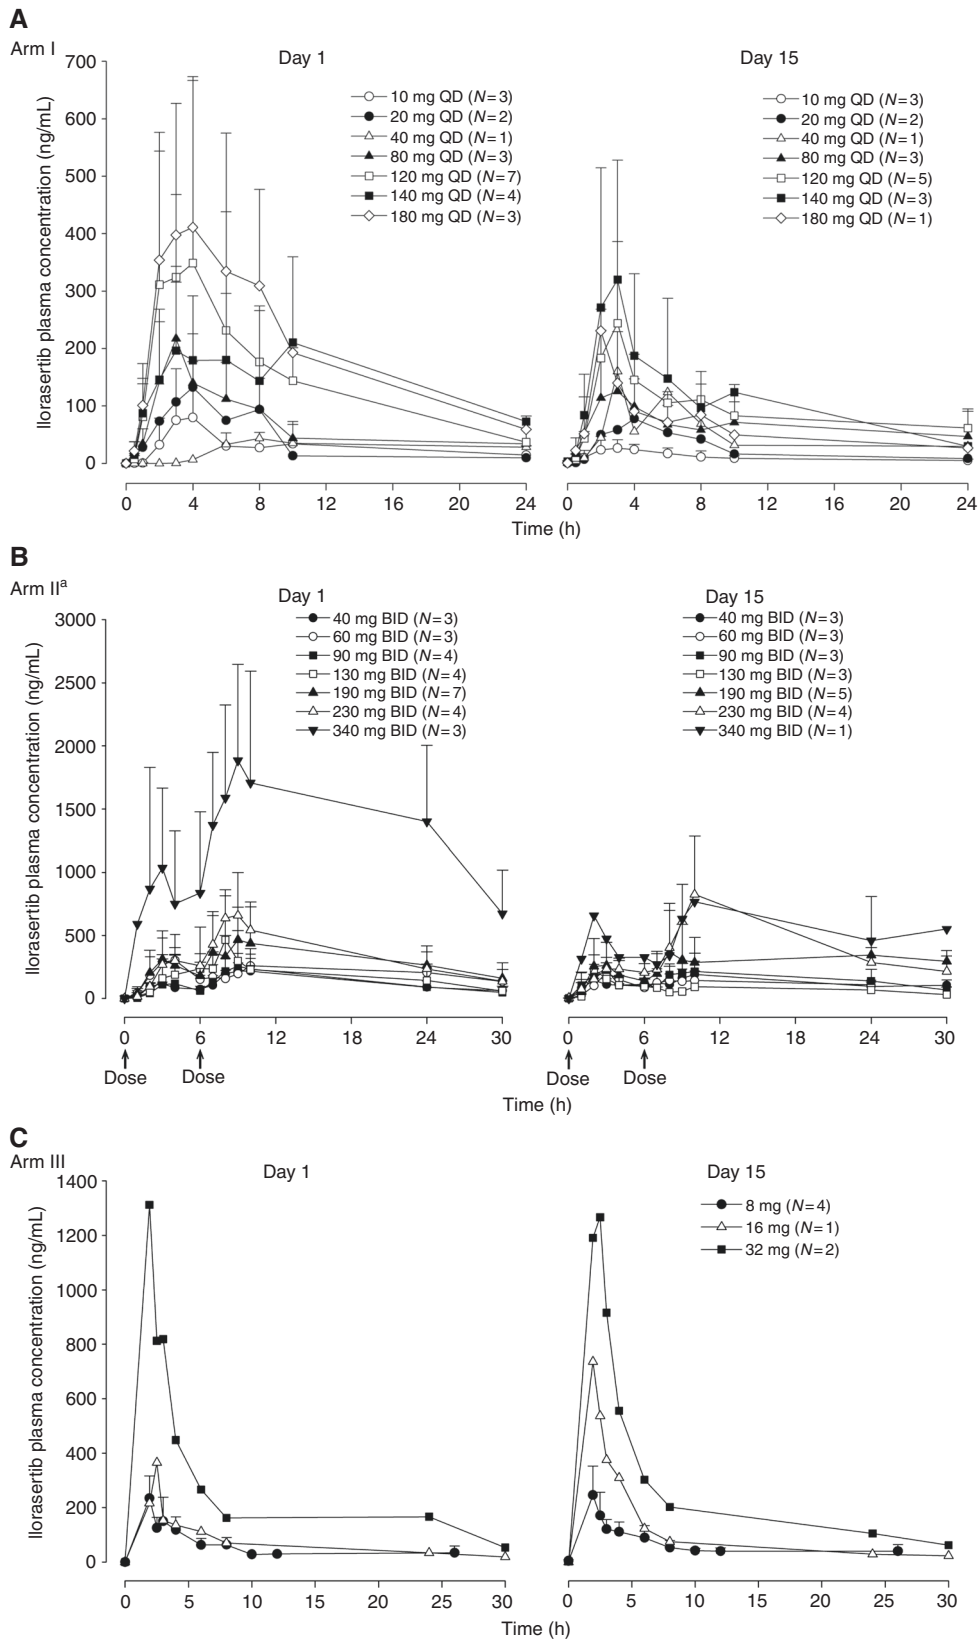 A
Arm I
Day 1
Day 15
Ilorasertib plasma concentration (ng/mL)
700
600
500
400
300
200
100
0
10 mg QD (N=3)
20 mg QD (N=2)
40 mg QD (N=1)
80 mg QD (N=3)
120 mg QD (N=7)
140 mg QD (N=4)
180 mg QD (N=3)
10 mg QD (N=3)
20 mg QD (N=2)
40 mg QD (N=1)
80 mg QD (N=3)
120 mg QD (N=5)
140 mg QD (N=3)
180 mg QD (N=1)
0 4 8 12 16 20 24
0 4 8 12 16 20 24
Time (h)
B
Arm IIa
Day 1
Day 15
Ilorasertib plasma concentration (ng/mL)
3000
2500
2000
1500
1000
500
0
40 mg BID (N=3)
60 mg BID (N=3)
90 mg BID (N=4)
130 mg BID (N=4)
190 mg BID (N=7)
230 mg BID (N=4)
340 mg BID (N=3)
40 mg BID (N=3)
60 mg BID (N=3)
90 mg BID (N=3)
130 mg BID (N=3)
190 mg BID (N=5)
230 mg BID (N=4)
340 mg BID (N=1)
0 6 12 18 24 30
0 6 12 18 24 30
Dose Dose
Dose Dose
Time (h)
C
Arm III
Day 1
Day 15
Ilorasertib plasma concentration (ng/mL)
1400
1200
1000
800
600
400
200
0
8 mg (N=4)
16 mg (N=1)
32 mg (N=2)
0 5 10 15 20 25 30
0 5 10 15 20 25 30
Time (h)